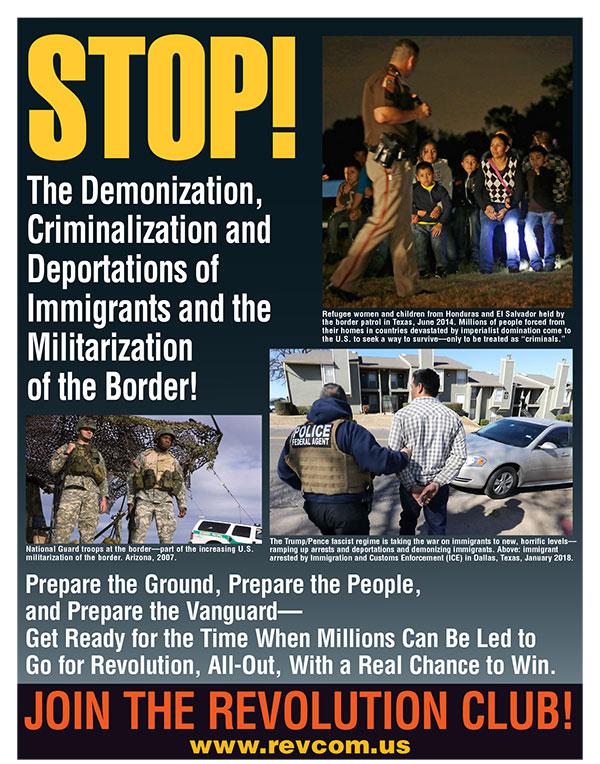 STOP!
The Demonization,
Criminalization and
Deportations of
Immigrants and the
Militarization
of the Border!
Refugee women and children from Honduras and El Salvador held by
the border patrol in Texas, June 2014. Millions of people forced from
their homes in countries devastated by imperialist domination come to
the U.S. to seek a way to survive—only to be treated as “criminals.”
POLICE
FEDERAL AGENT
National Guard troops at the border—part of the increasing U.S.
militarization of the border. Arizona, 2007.
The Trump/Pence fascist regime is taking the war on immigrants to new, horrific levels—
ramping up arrests and deportations and demonizing immigrants. Above: immigrant
arrested by Immigration and Customs Enforcement (ICE) in Dallas, Texas, January 2018.
Prepare the Ground, Prepare the People,
and Prepare the Vanguard—
Get Ready for the Time When Millions Can Be Led to
Go for Revolution, All-Out, With a Real Chance to Win.
JOIN THE REVOLUTION CLUB!
www.revcom.us